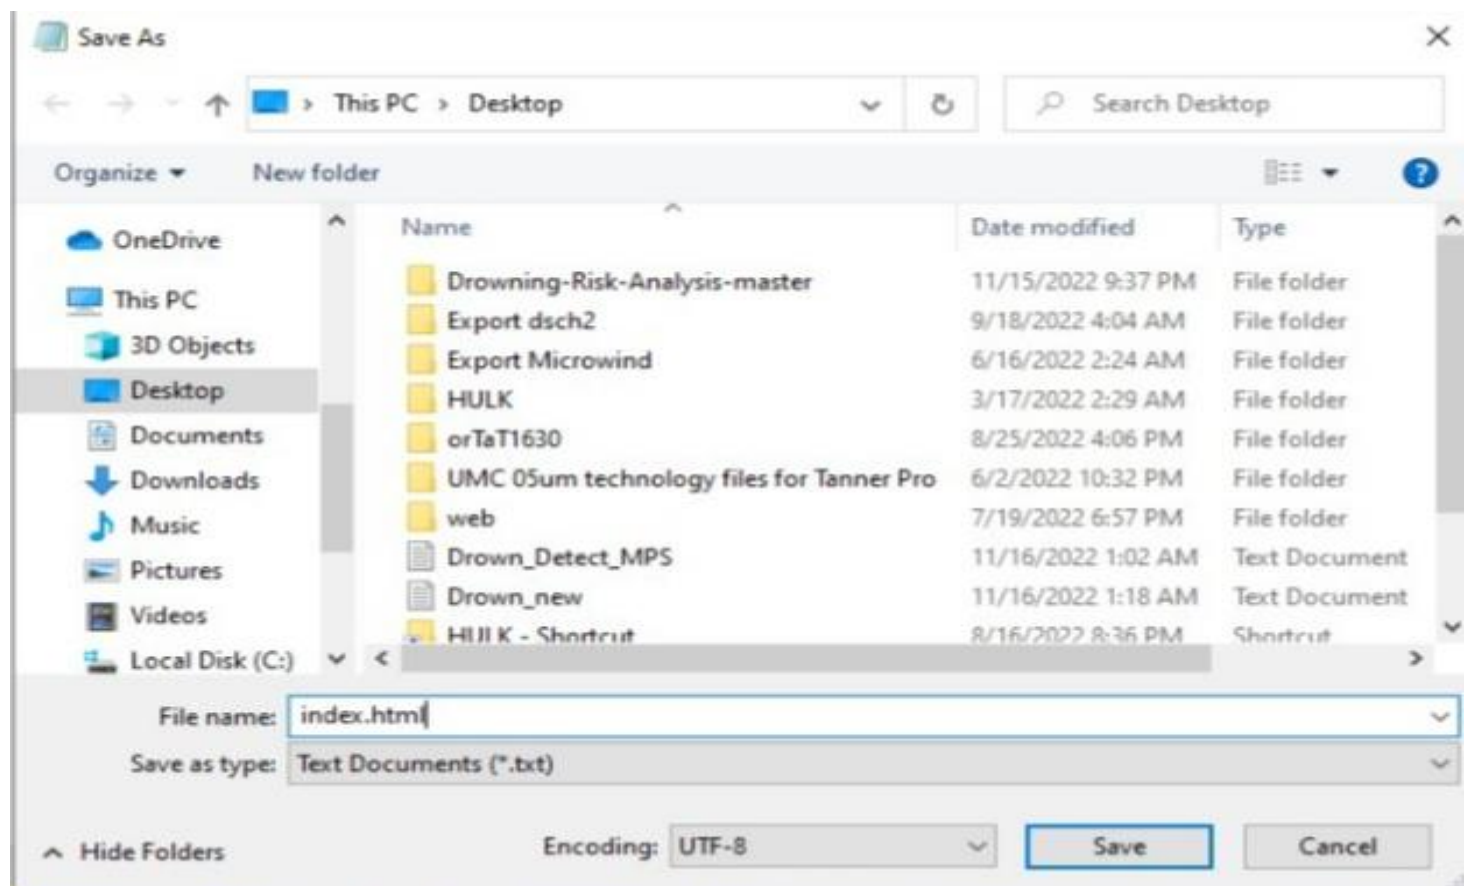 Save As
This PC > Desktop
Search Desktop
Organize
New folder
OneDrive
This PC
3D Objects
Desktop
Documents
Downloads
Music
Pictures
Videos
Local Disk (C:)
Name Date modified Type
Drowning-Risk-Analysis-master 11/15/2022 9:37 PM File folder
Export dsch2 9/18/2022 4:04 AM File folder
Export Microwind 6/16/2022 2:24 AM File folder
HULK 3/17/2022 2:29 AM File folder
orTaT1630 8/25/2022 4:06 PM File folder
UMC 05um technology files for Tanner Pro 6/2/2022 10:32 PM File folder
web 7/19/2022 6:57 PM File folder
Drown_Detect_MPS 11/16/2022 1:02 AM Text Document
Drown_new 11/16/2022 1:18 AM Text Document
HULK - Shortcut 8/16/2022 8:36 PM Shortcut
File name: index.html
Save as type: Text Documents (*.txt)
Hide Folders
Encoding: UTF-8
Save
Cancel